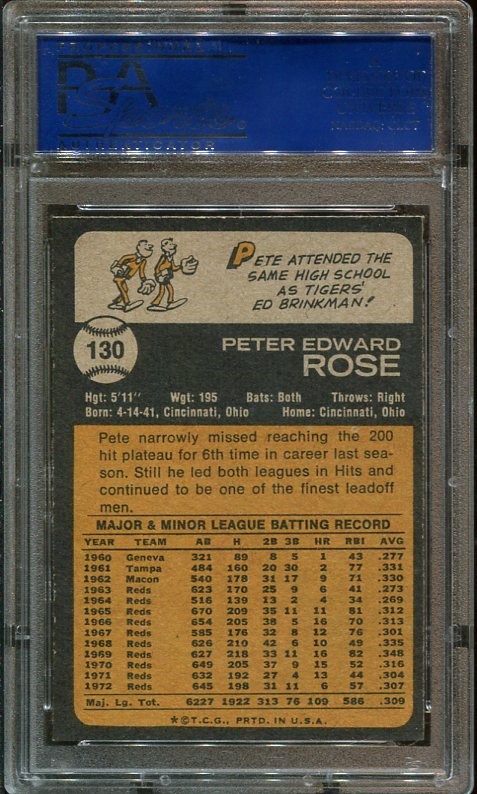 PSA
PETE ATTENDED THE
SAME HIGH SCHOOL
AS TIGERS'
ED BRINKMAN!
130
PETER EDWARD
ROSE
Hgt: 5'11" Wgt: 195 Bats: Both Throws: Right
Born: 4-14-41, Cincinnati, Ohio Home: Cincinnati, Ohio
Pete narrowly missed reaching the 200
hit plateau for 6th time in career last sea-
son. Still he led both leagues in Hits and
continued to be one of the finest leadoff
men.
MAJOR & MINOR LEAGUE BATTING RECORD
YEAR TEAM AB H 2B 3B HR RBI AVG
1960 Geneva 321 89 8 5 1 43 .277
1961 Tampa 484 160 20 30 2 77 .331
1962 Macon 540 178 31 17 9 71 .330
1963 Reds 623 170 25 9 6 41 .273
1964 Reds 516 139 13 2 4 34 .269
1965 Reds 670 209 35 11 11 81 .312
1966 Reds 654 205 38 5 16 70 .313
1967 Reds 585 176 32 8 12 76 .301
1968 Reds 626 210 42 6 10 49 .335
1969 Reds 627 218 33 11 16 82 .348
1970 Reds 649 205 37 9 15 52 .316
1971 Reds 632 192 27 4 13 44 .304
1972 Reds 645 198 31 11 6 57 .307
Maj. Lg. Tot. 6227 1922 313 76 109 586 .309
★©T.C.G., PRTD. IN U.S.A.